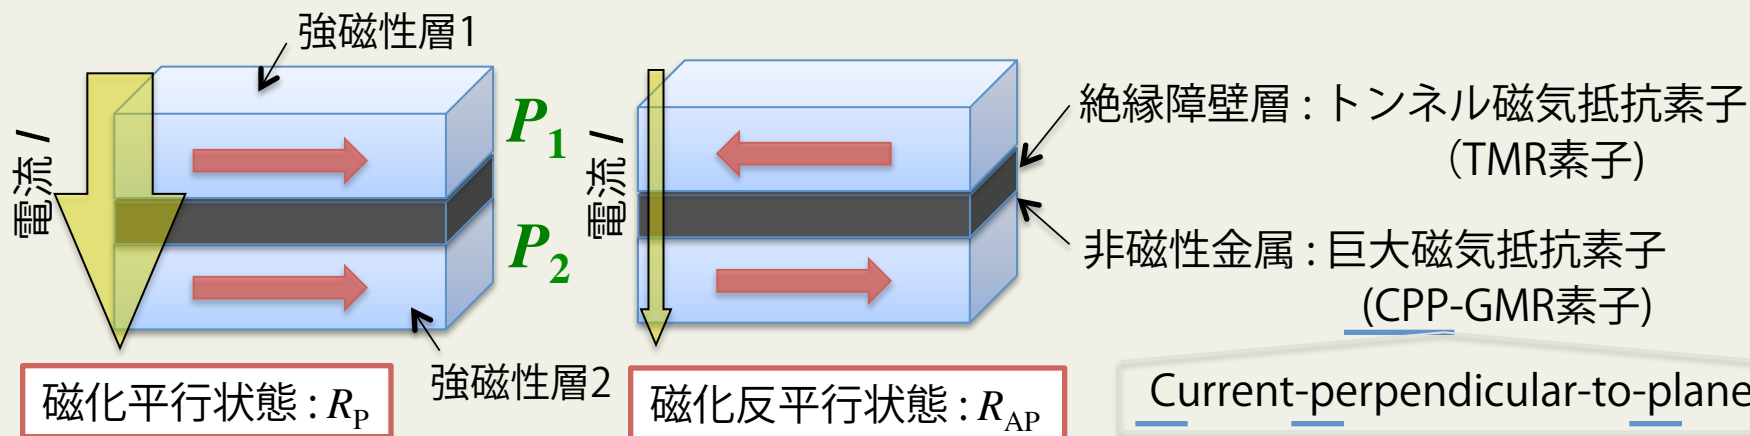 強磁性層1
電流 I
P1
P2
強磁性層2
磁化平行状態 : RP
電流 I
磁化反平行状態 : RAP
絶縁障壁層 : トンネル磁気抵抗素子
（TMR素子)
非磁性金属 : 巨大磁気抵抗素子
(CPP-GMR素子)
Current-perpendicular-to-plane